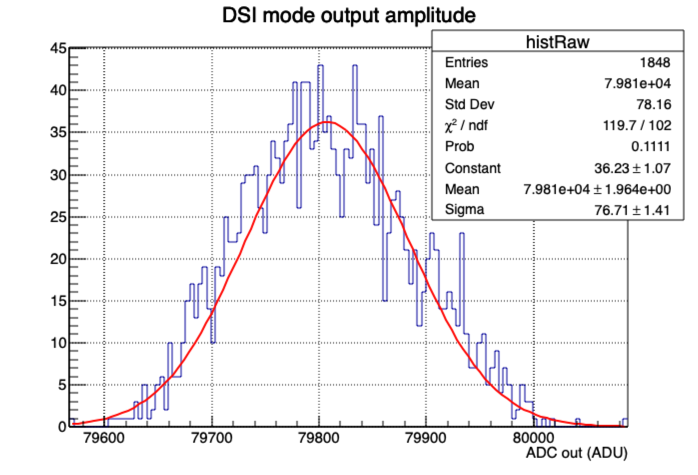 DSI mode output amplitude
histRaw
Entries 1848
Mean 7.981e+04
Std Dev 78.16
χ² / ndf 119.7 / 102
Prob 0.1111
Constant 36.23 ± 1.07
Mean 7.981e+04 ± 1.964e+00
Sigma 76.71 ± 1.41
45
40
35
30
25
20
15
10
5
0
79600 79700 79800 79900 80000
ADC out (ADU)